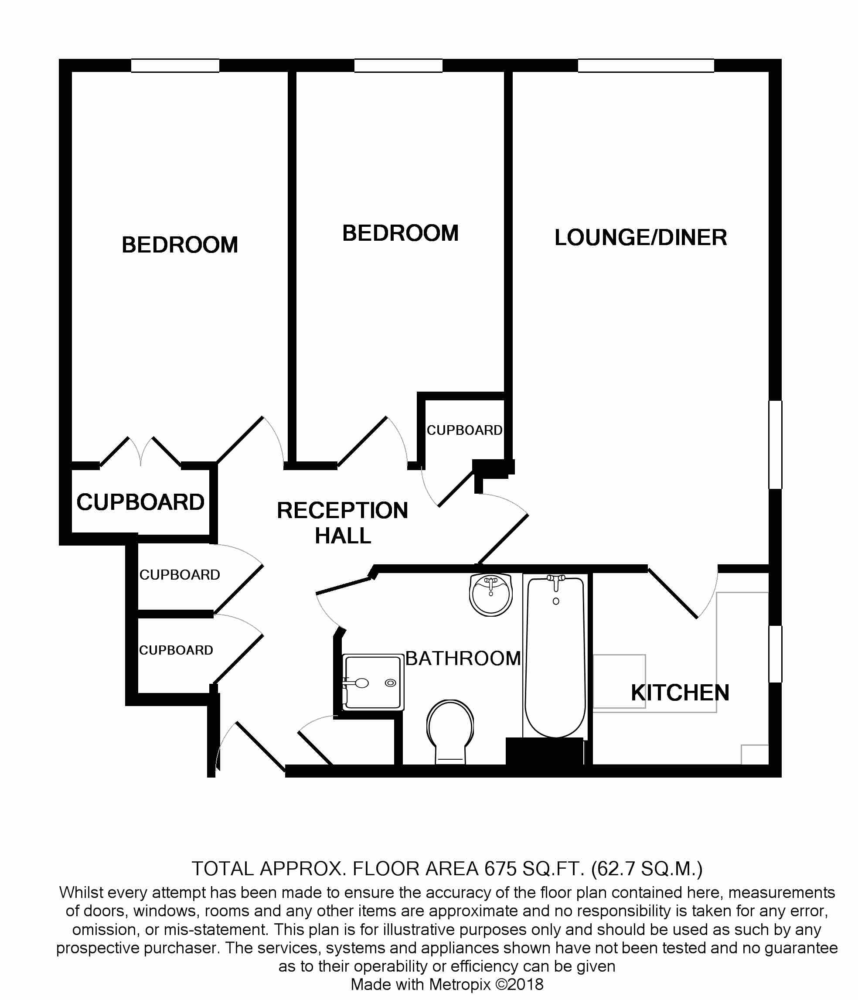 BEDROOM
BEDROOM
LOUNGE/DINER
CUPBOARD
CUPBOARD
RECEPTION
HALL
CUPBOARD
CUPBOARD
BATHROOM
KITCHEN
TOTAL APPROX. FLOOR AREA 675 SQ.FT. (62.7 SQ.M.)
Whilst every attempt has been made to ensure the accuracy of the floor plan contained here, measurements
of doors, windows, rooms and any other items are approximate and no responsibility is taken for any error,
omission, or mis-statement. This plan is for illustrative purposes only and should be used as such by any
prospective purchaser. The services, systems and appliances shown have not been tested and no guarantee
as to their operability or efficiency can be given
Made with Metropix ©2018